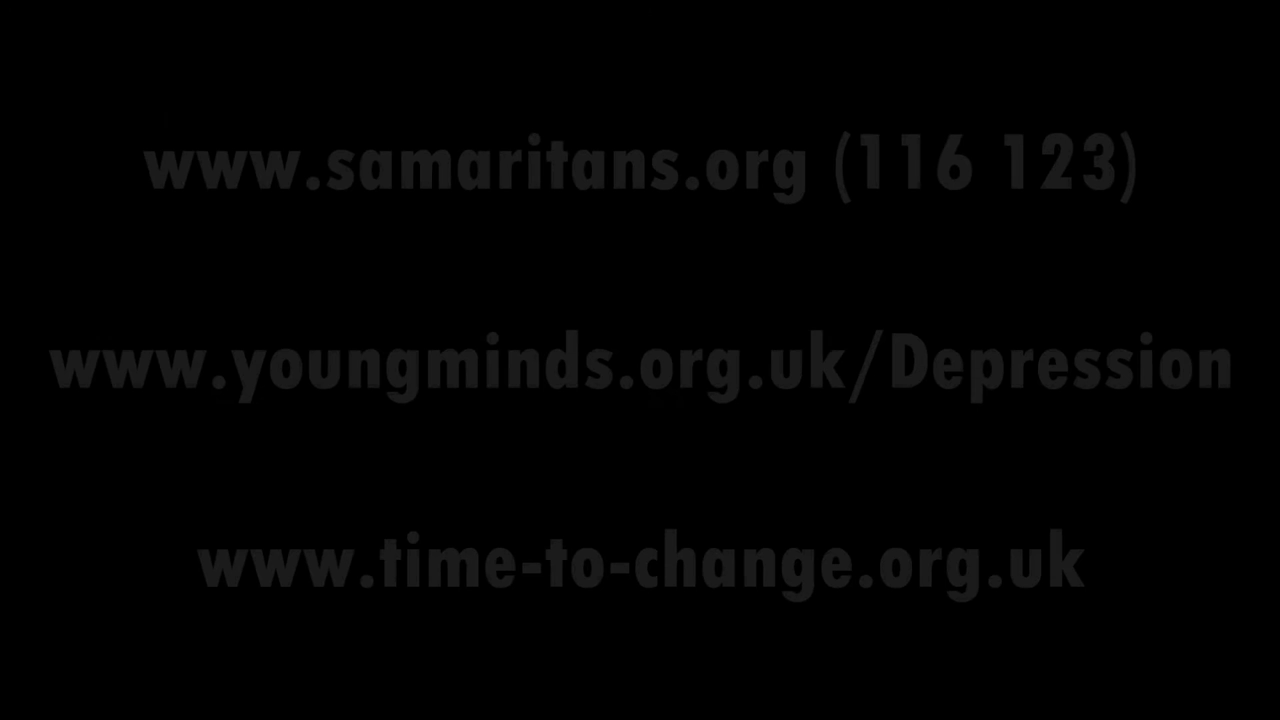 www.samaritans.org (116 123)
www.youngminds.org.uk/Depression
www.time-to-change.org.uk